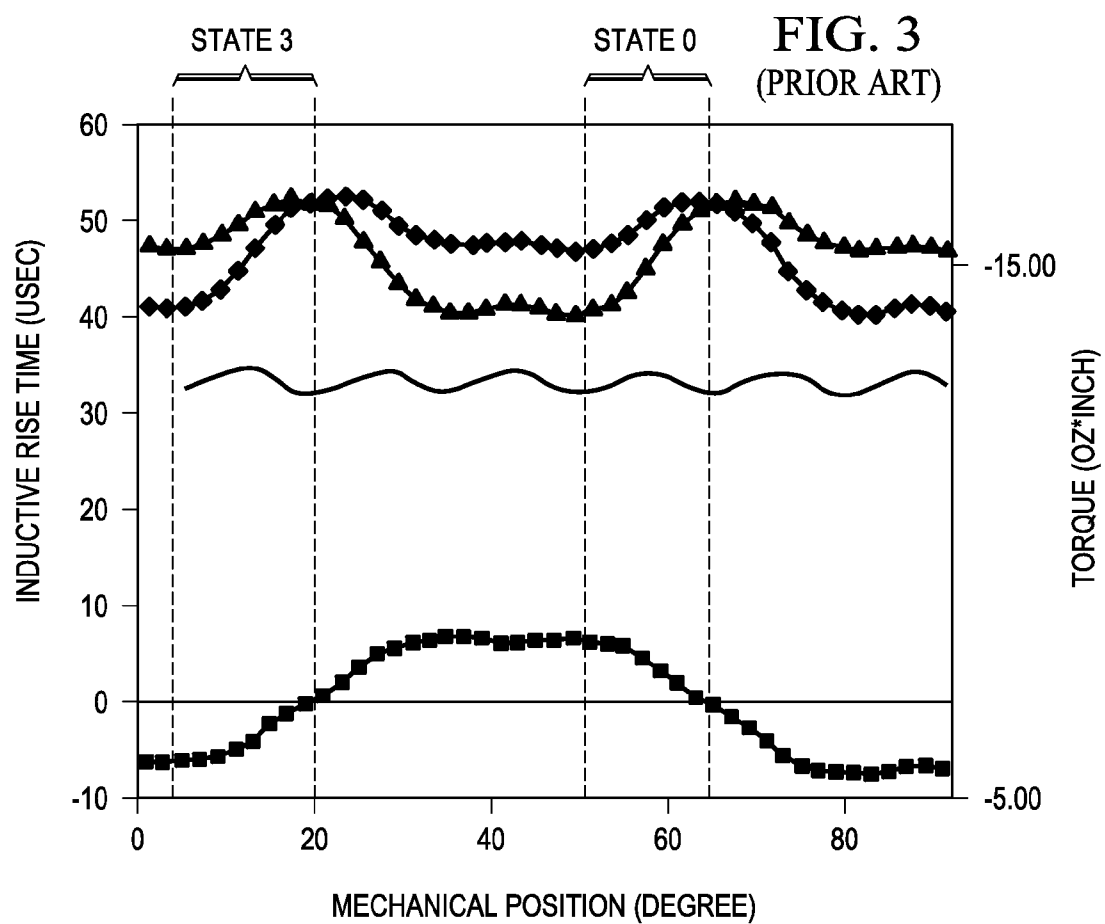 STATE 3
STATE 0
FIG. 3
(PRIOR ART)
INDUCTIVE RISE TIME (USEC)
60
50
40
30
20
10
0
-10
0
20
40
60
80
MECHANICAL POSITION (DEGREE)
-15.00
-5.00
TORQUE (OZ*INCH)